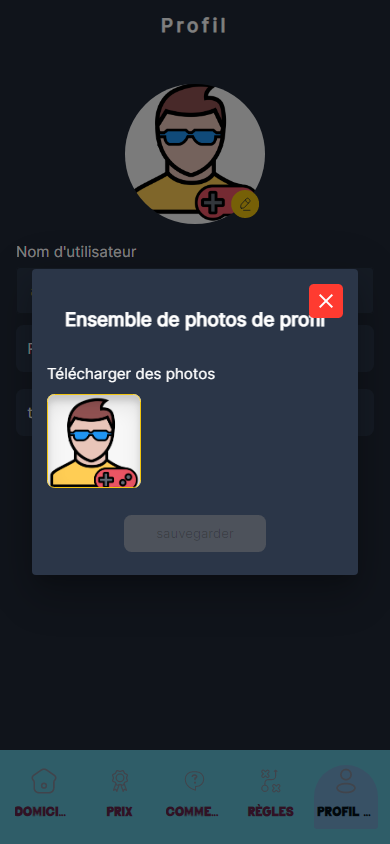 Profil
Nom d'utilisateur
Ensemble de photos de profil
Télécharger des photos
sauvegarder
DOMICI...
PRIX
COMME...
RÈGLES
PROFIL ...